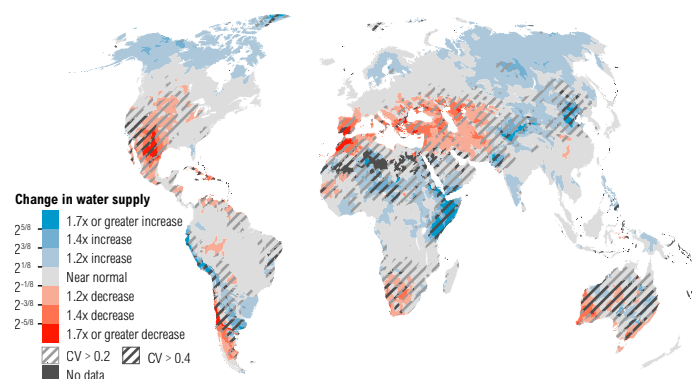 Change in water supply
1.7x or greater increase
2^5/8
1.4x increase
2^3/8
1.2x increase
2^1/8
Near normal
2^-1/8
1.2x decrease
2^-3/8
1.4x decrease
2^-5/8
1.7x or greater decrease
CV > 0.2 CV > 0.4
No data